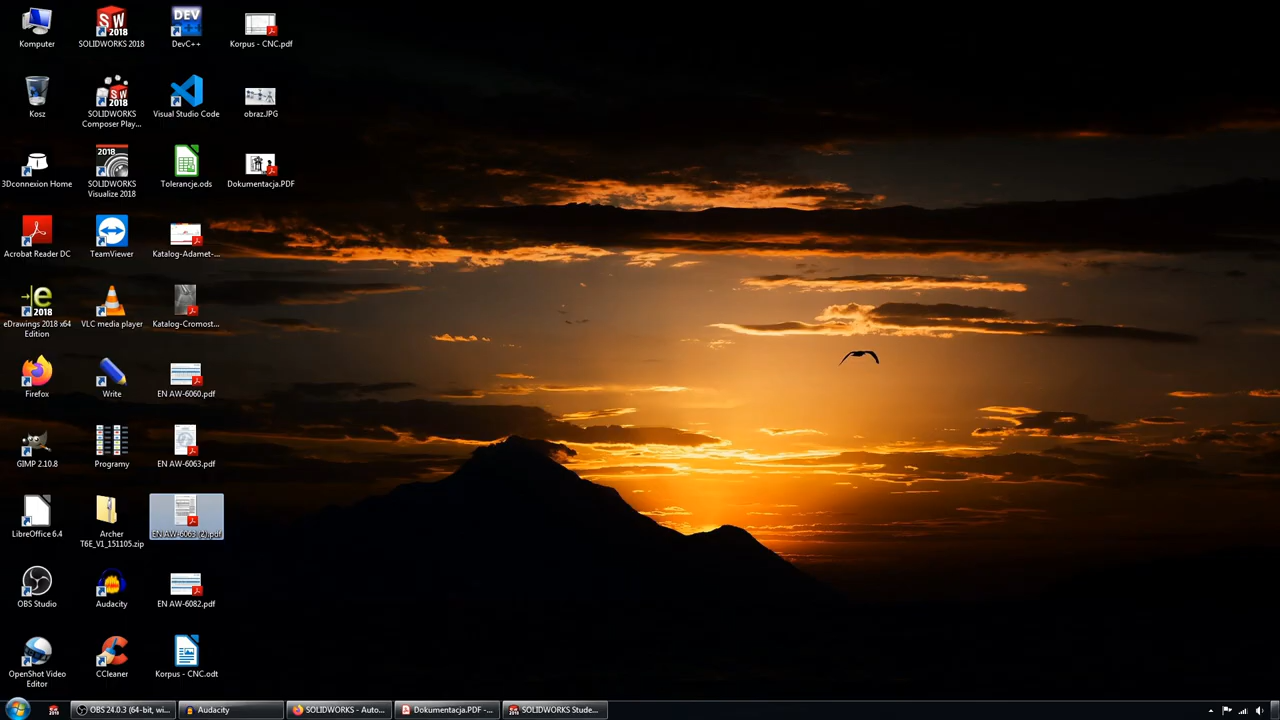 Komputer
SOLIDWORKS 2018
DEV
DevC++
Korpus - CNC.pdf
Kosz
SOLIDWORKS
Composer Play...
Visual Studio Code
obraz.JPG
3Dconnexion Home
SOLIDWORKS
Visualize 2018
Tolerancje.ods
Dokumentacja.PDF
Acrobat Reader DC
TeamViewer
Katalog-Adamet-...
eDrawings 2018 x64
Edition
VLC media player
Katalog-Cromost...
Firefox
Write
EN AW-6060.pdf
GIMP 2.10.8
Programy
EN AW-6063.pdf
LibreOffice 6.4
Archer
T6E_V1_151105.zip
EN AW-6063 (2).pdf
OBS Studio
Audacity
EN AW-6082.pdf
OpenShot Video
Editor
CCleaner
Korpus - CNC.odt
OBS 24.0.3 (64-bit, wi...
Audacity
SOLIDWORKS - Auto...
Dokumentacja.PDF -...
SOLIDWORKS Stude...